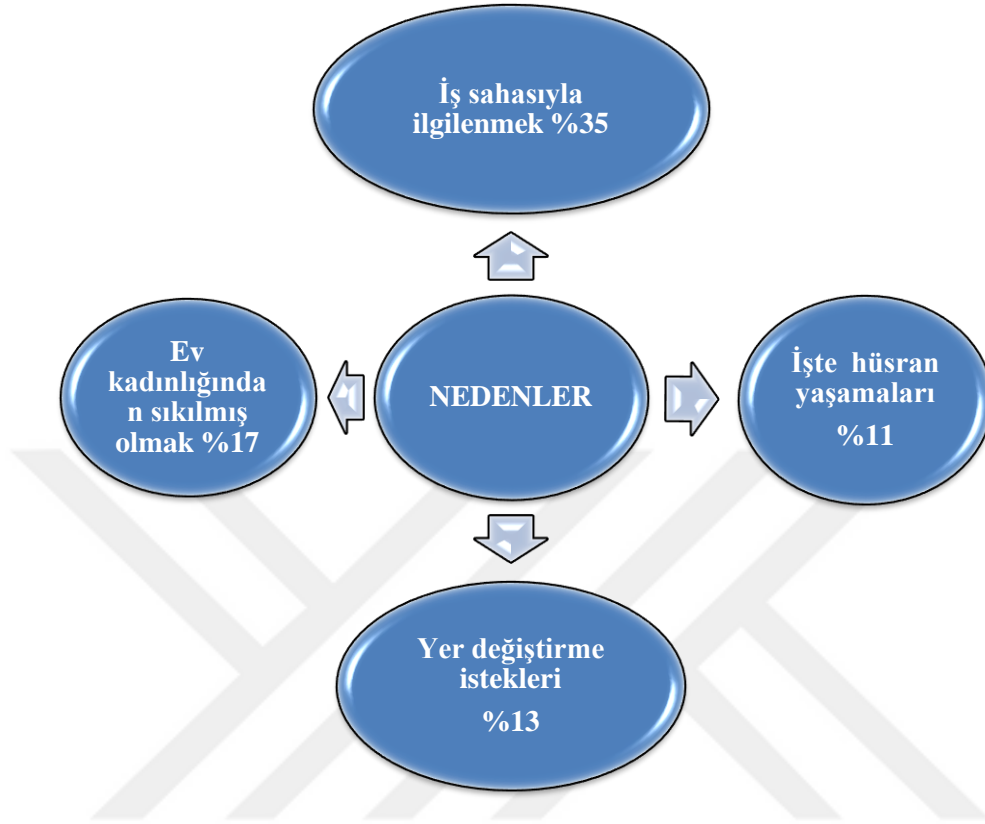 İş sahasıyla
ilgilenmek %35
Ev
kadınlığında
n sıkılmış
olmak %17
NEDENLER
İşte hüsran
yaşamaları
%11
Yer değiştirme
istekleri
%13